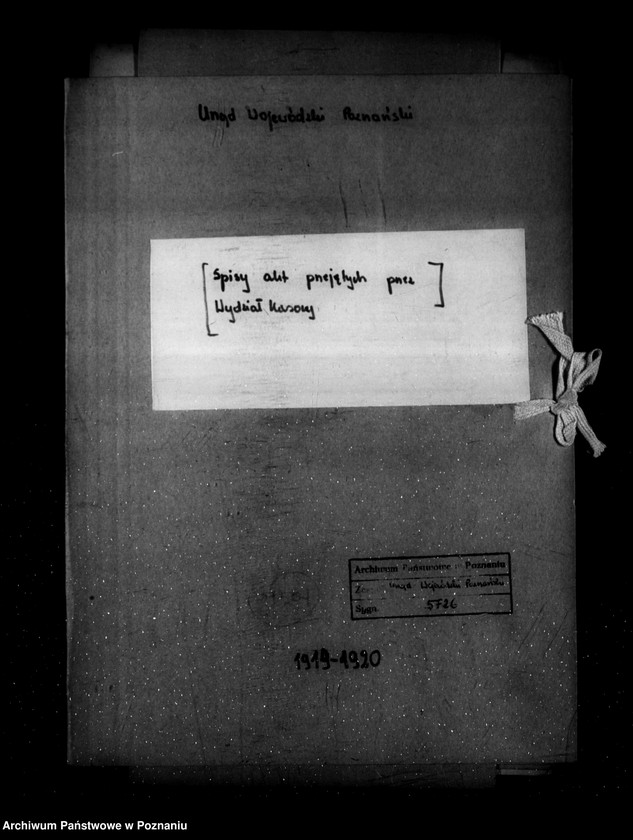 Urząd Wojewódzki Poznański
[Spisy akt przejętych przez]
Wydział Kasowy
Archiwum Państwowe w Poznaniu
Urząd Wojewódzki Poznański
Sygn. 5726
1919-1920
Archiwum Państwowe w Poznaniu